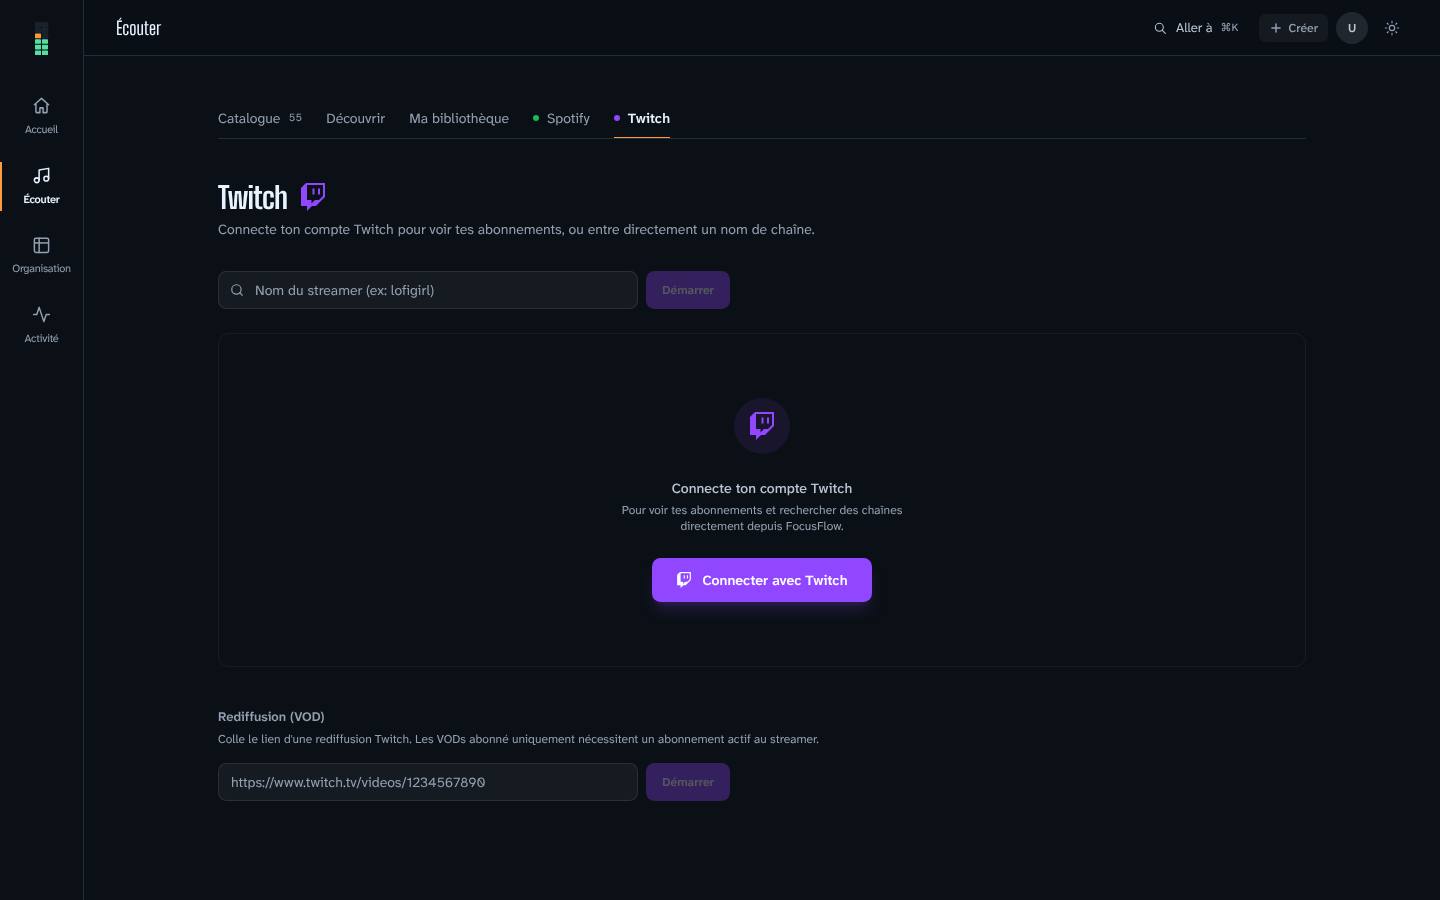 Écouter
Aller à ⌘K
Créer
U
Accueil
Écouter
Organisation
Activité
Catalogue 55
Découvrir
Ma bibliothèque
Spotify
Twitch
Twitch
Connecte ton compte Twitch pour voir tes abonnements, ou entre directement un nom de chaîne.
Nom du streamer (ex: lofigirl)
Démarrer
Connecte ton compte Twitch
Pour voir tes abonnements et rechercher des chaînes
directement depuis FocusFlow.
Connecter avec Twitch
Rediffusion (VOD)
Colle le lien d'une rediffusion Twitch. Les VODs abonné uniquement nécessitent un abonnement actif au streamer.
https://www.twitch.tv/videos/1234567890
Démarrer